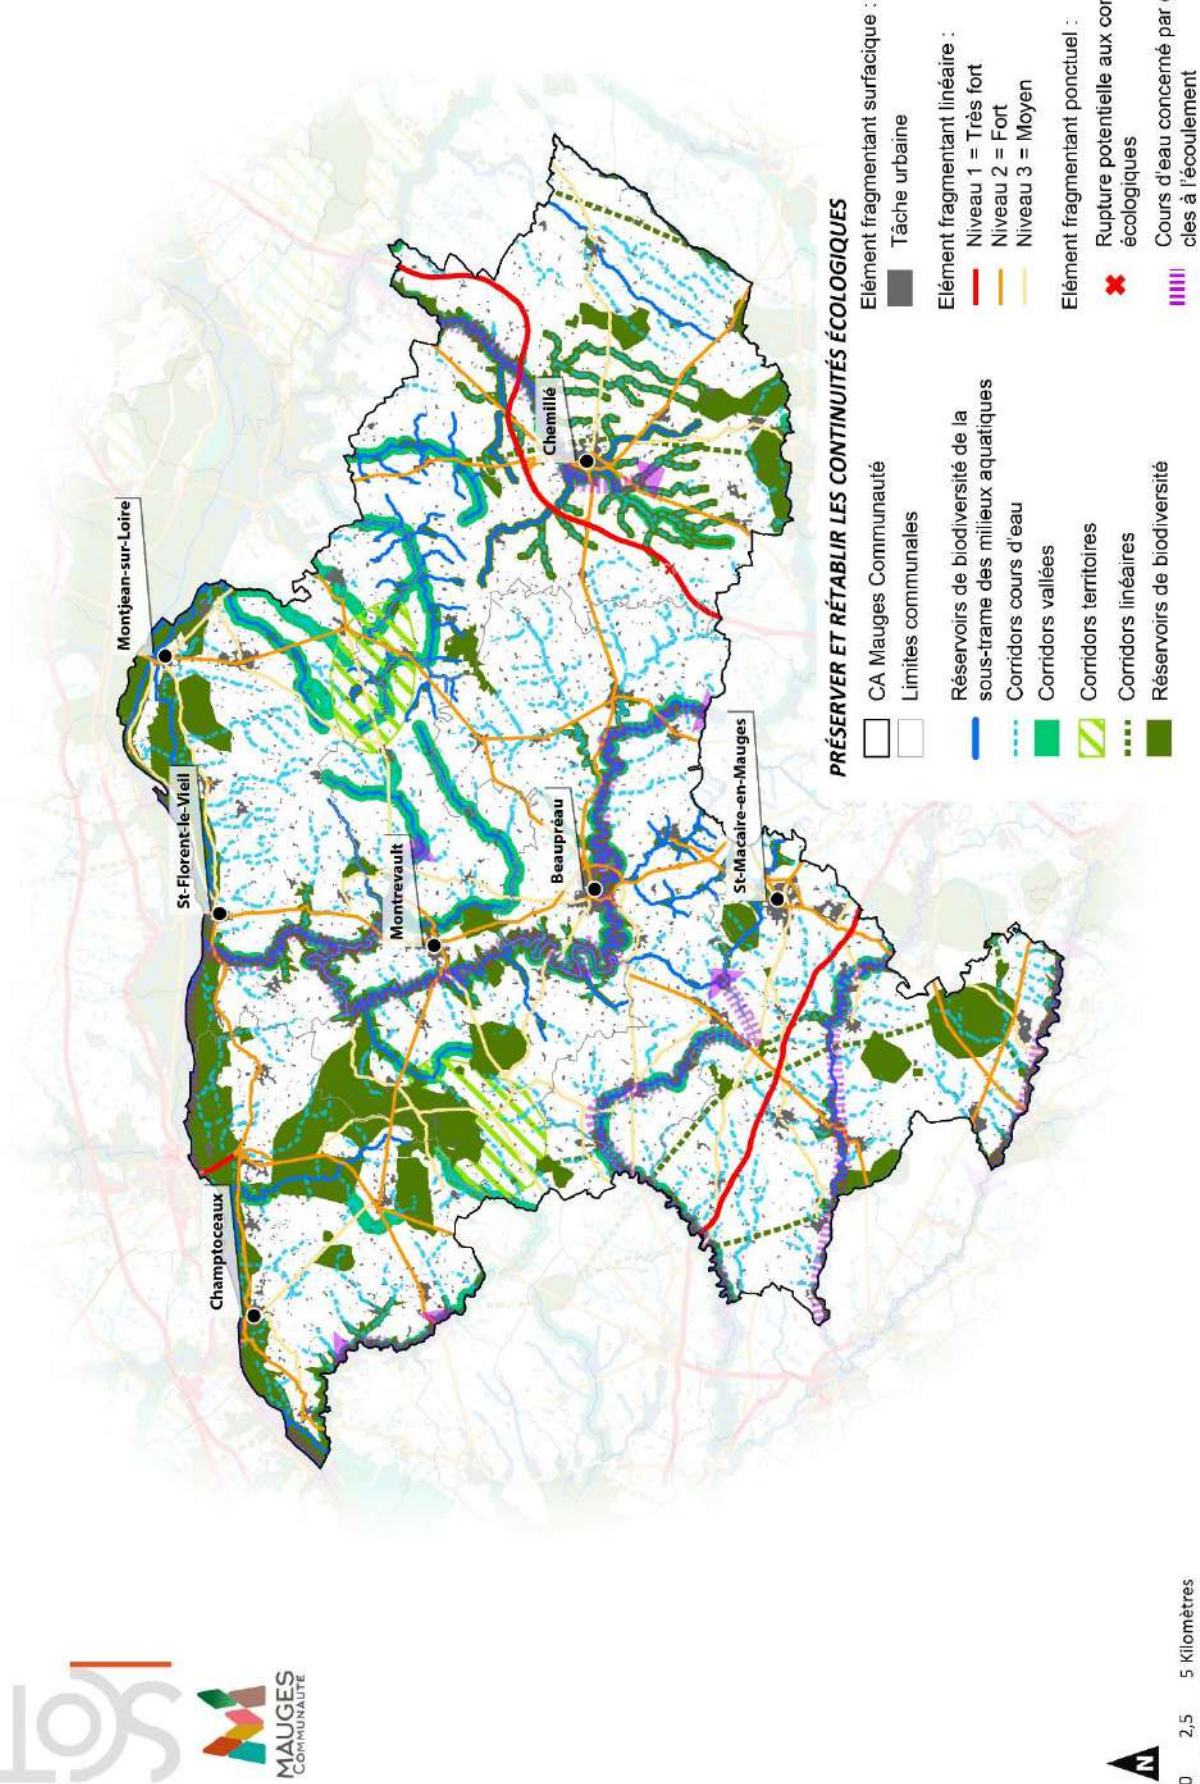 SCOT
MAUGES
COMMUNAUTÉ
Montjean-sur-Loire
St-Florent-le-Vieil
Champtoceaux
Montrevault
Chemillé
Beaupréau
St-Macaire-en-Mauges
PRÉSERVER ET RÉTABLIR LES CONTINUITÉS ÉCOLOGIQUES
CA Mauges Communauté
Limites communales
Réservoirs de biodiversité de la
sous-trame des milieux aquatiques
Corridors cours d'eau
Corridors vallées
Corridors territoires
Corridors linéaires
Réservoirs de biodiversité
Elément fragmentant surfacique :
Tâche urbaine
Elément fragmentant linéaire :
Niveau 1 = Très fort
Niveau 2 = Fort
Niveau 3 = Moyen
Elément fragmentant ponctuel :
Rupture potentielle aux
écologiques
Cours d'eau concerné par
cles à l'écoulement
N
0 2,5 5 Kilomètres